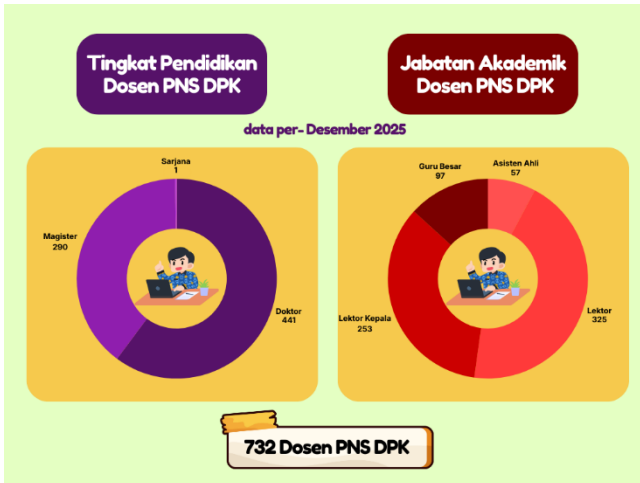 Tingkat Pendidikan
Dosen PNS DPK
Jabatan Akademik
Dosen PNS DPK
data per- Desember 2025
Sarjana
1
Magister
290
Doktor
441
Guru Besar
97
Asisten Ahli
57
Lektor Kepala
253
Lektor
325
732 Dosen PNS DPK